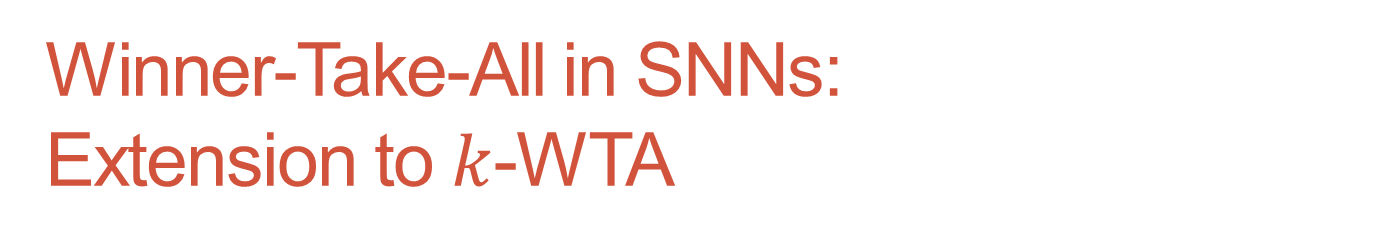 Winner-Take-All in SNNs:
Extension to k-WTA